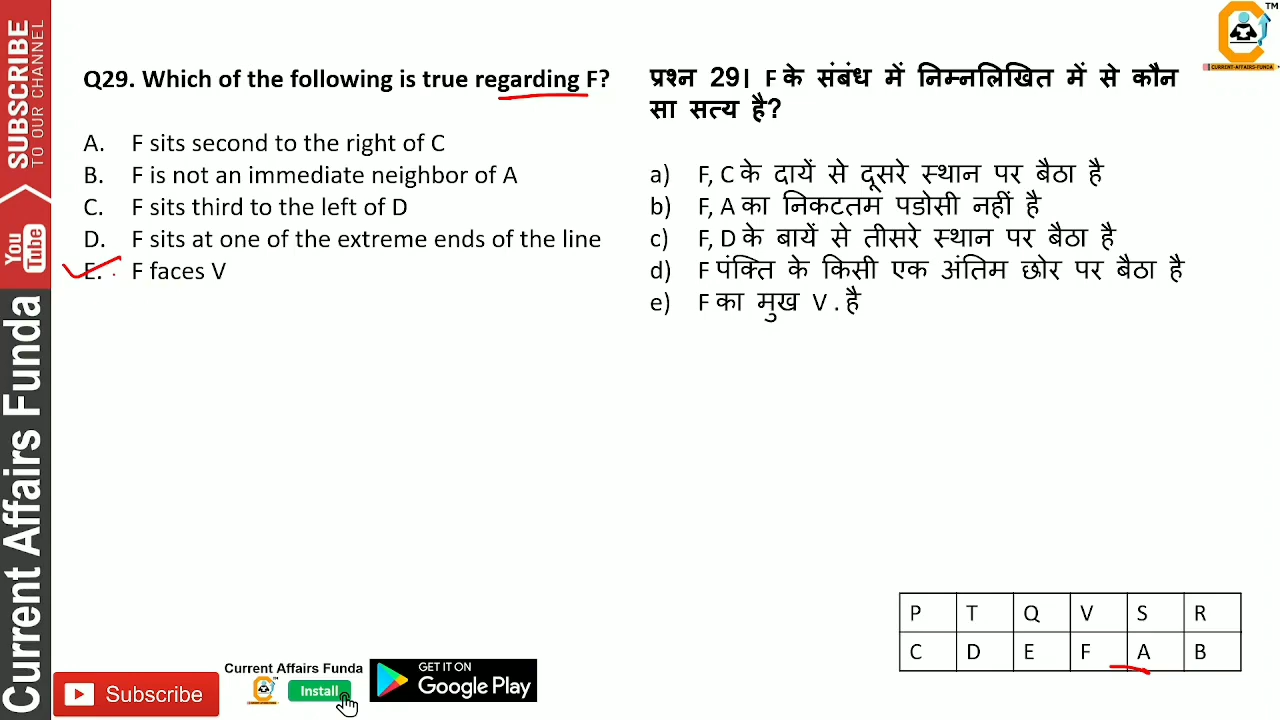 SUBSCRIBE
TO OUR CHANNEL
You
Tube
Current Affairs Funda
TM
CURRENT-AFFAIRS-FUNDA
Q29. Which of the following is true regarding F?
A. F sits second to the right of C
B. F is not an immediate neighbor of A
C. F sits third to the left of D
D. F sits at one of the extreme ends of the line
E. F faces V
प्रश्न 29। F के संबंध में निम्नलिखित में से कौन
सा सत्य है?
a) F, C के दायें से दूसरे स्थान पर बैठा है
b) F, A का निकटतम पडोसी नहीं है
c) F, D के बायें से तीसरे स्थान पर बैठा है
d) F पंक्ति के किसी एक अंतिम छोर पर बैठा है
e) F का मुख V . है
P T Q V S R
C D E F A B
Subscribe
Current Affairs Funda
Install
GET IT ON
Google Play